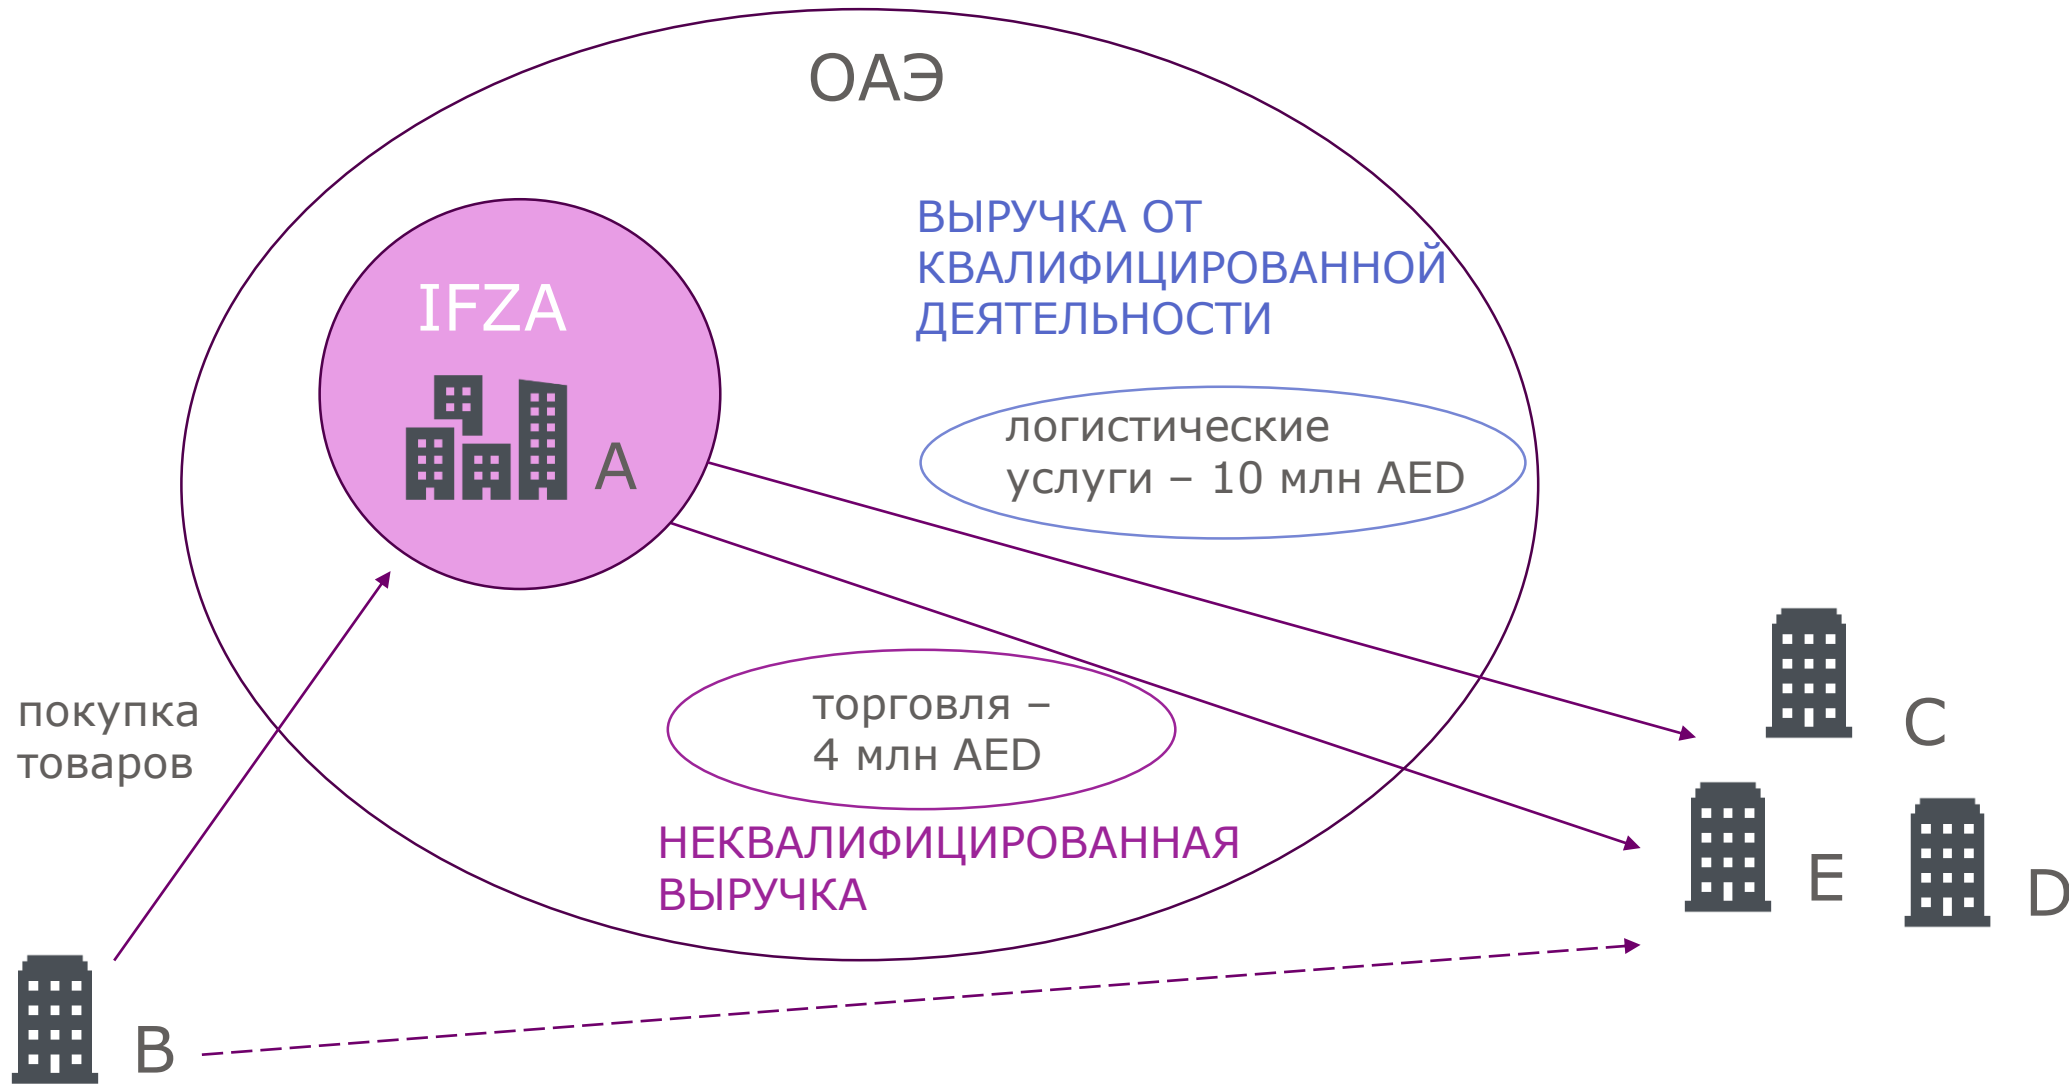 ОАЭ
ВЫРУЧКА ОТ
КВАЛИФИЦИРОВАННОЙ
ДЕЯТЕЛЬНОСТИ
IFZA
A
логистические
услуги – 10 млн AED
покупка
товаров
торговля –
4 млн AED
НЕКВАЛИФИЦИРОВАННАЯ
ВЫРУЧКА
C
E
D
B